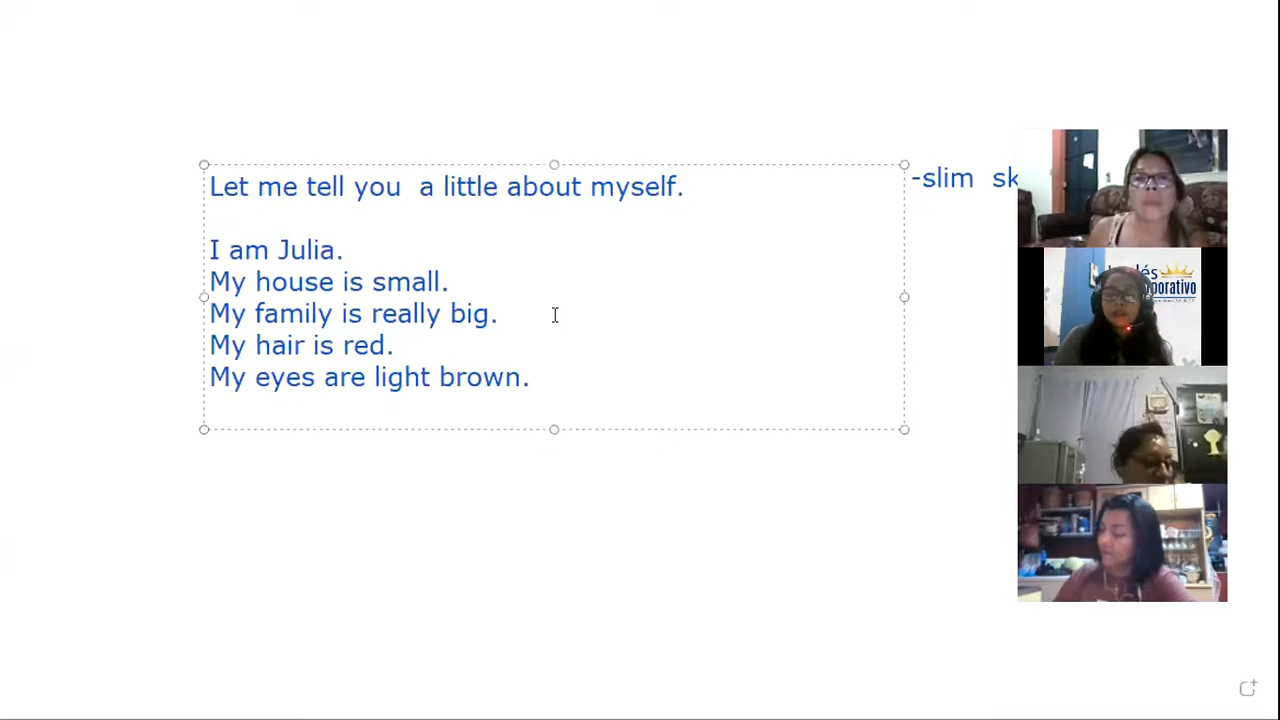 Let me tell you  a little about myself.
I am Julia.
My house is small.
My family is really big.
My hair is red.
My eyes are light brown.
-slim  sk